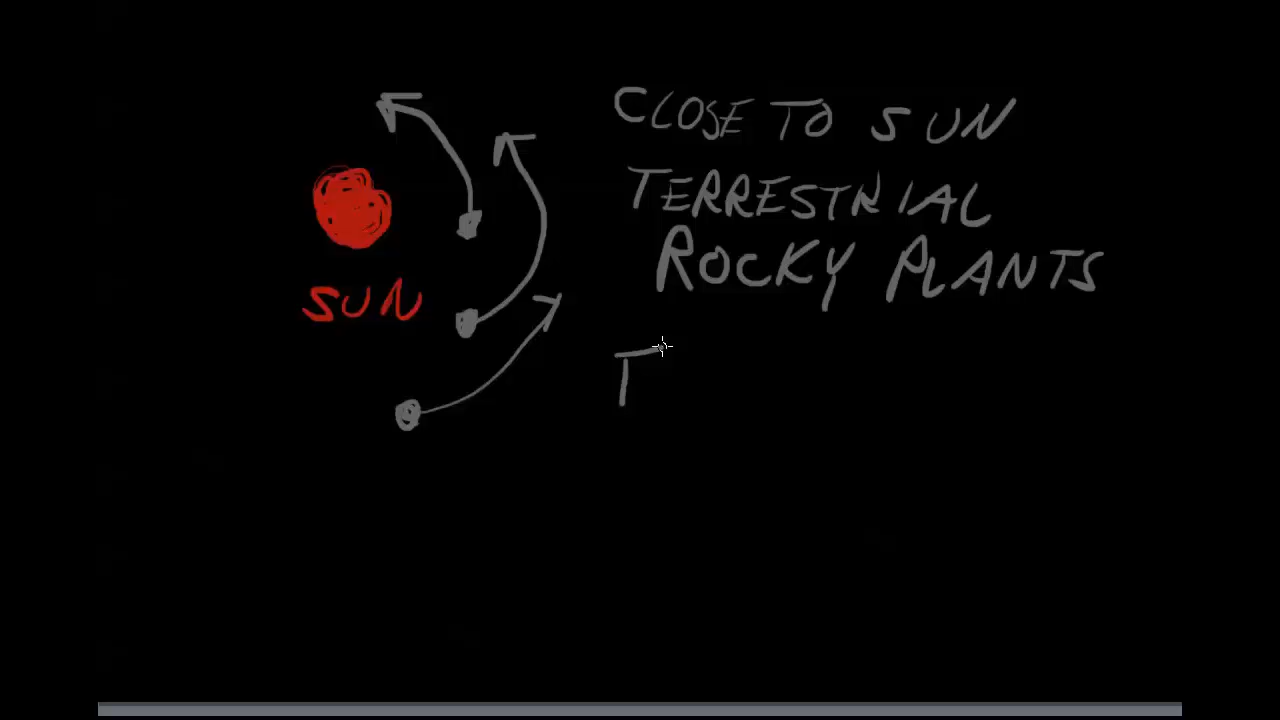 CLOSE TO SUN
TERRESTRIAL
ROCKY PLANTS
SUN
T